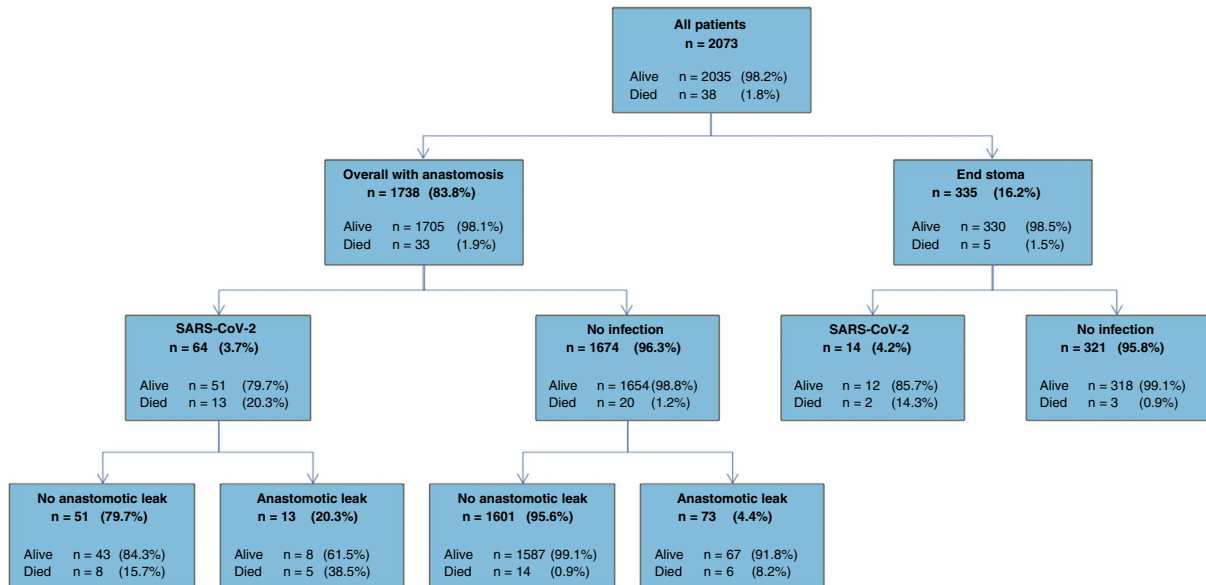 All patients
n = 2073
Alive n = 2035 (98.2%)
Died n = 38 (1.8%)
Overall with anastomosis
n = 1738 (83.8%)
Alive n = 1705 (98.1%)
Died n = 33 (1.9%)
End stoma
n = 335 (16.2%)
Alive n = 330 (98.5%)
Died n = 5 (1.5%)
SARS-CoV-2
n = 64 (3.7%)
Alive n = 51 (79.7%)
Died n = 13 (20.3%)
No infection
n = 1674 (96.3%)
Alive n = 1654 (98.8%)
Died n = 20 (1.2%)
SARS-CoV-2
n = 14 (4.2%)
Alive n = 12 (85.7%)
Died n = 2 (14.3%)
No infection
n = 321 (95.8%)
Alive n = 318 (99.1%)
Died n = 3 (0.9%)
No anastomotic leak
n = 51 (79.7%)
Alive n = 43 (84.3%)
Died n = 8 (15.7%)
Anastomotic leak
n = 13 (20.3%)
Alive n = 8 (61.5%)
Died n = 5 (38.5%)
No anastomotic leak
n = 1601 (95.6%)
Alive n = 1587 (99.1%)
Died n = 14 (0.9%)
Anastomotic leak
n = 73 (4.4%)
Alive n = 67 (91.8%)
Died n = 6 (8.2%)